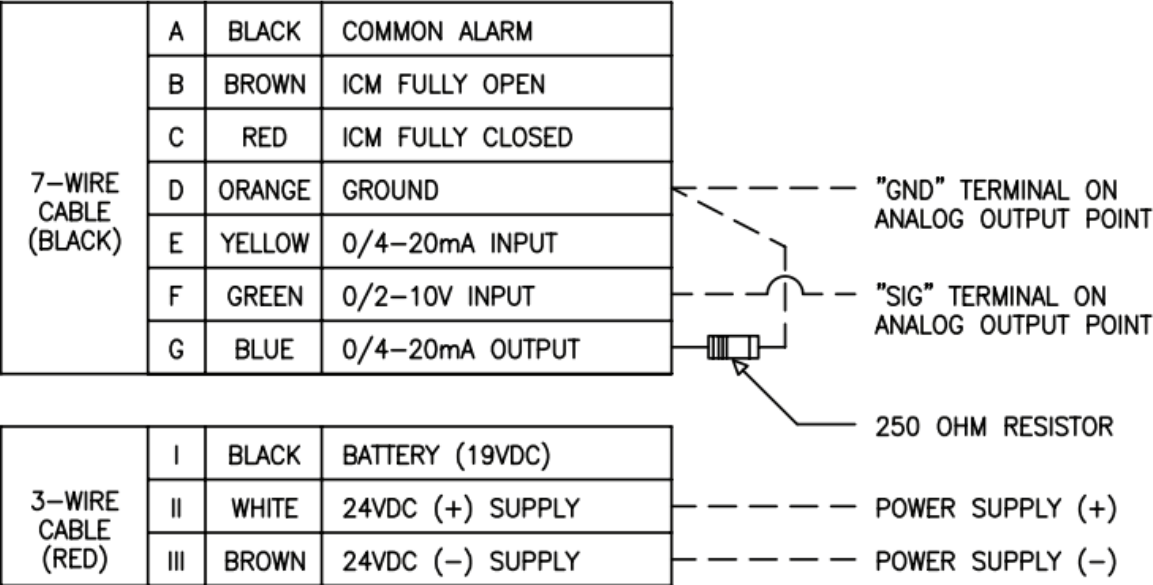 7-WIRE
CABLE
(BLACK)
A BLACK COMMON ALARM
B BROWN ICM FULLY OPEN
C RED ICM FULLY CLOSED
D ORANGE GROUND
E YELLOW 0/4-20mA INPUT
F GREEN 0/2-10V INPUT
G BLUE 0/4-20mA OUTPUT
"GND" TERMINAL ON
ANALOG OUTPUT POINT
"SIG" TERMINAL ON
ANALOG OUTPUT POINT
250 OHM RESISTOR
3-WIRE
CABLE
(RED)
I BLACK BATTERY (19VDC)
II WHITE 24VDC (+) SUPPLY
III BROWN 24VDC (-) SUPPLY
POWER SUPPLY (+)
POWER SUPPLY (-)